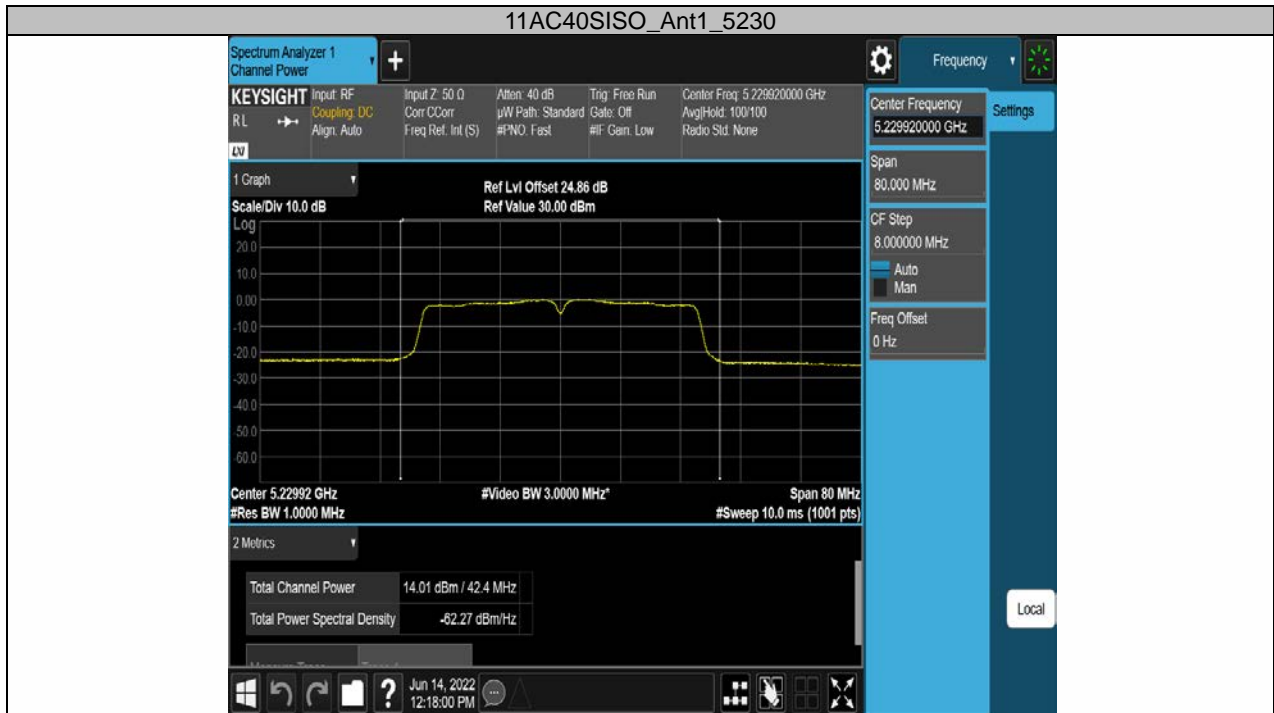 11AC40SISO_Ant1_5230
Spectrum Analyzer 1
Channel Power
+
Frequency
KEYSIGHT
RL
LXI
Input: RF
Coupling: DC
Align: Auto
Input Z: 50 Ω
Corr CCorr
Freq Ref: Int (S)
Atten: 40 dB
µW Path: Standard
#PNO: Fast
Trig: Free Run
Gate: Off
#IF Gain: Low
Center Freq: 5.229920000 GHz
Avg|Hold: 100/100
Radio Std: None
Center Frequency
5.229920000 GHz
Settings
Span
80.000 MHz
CF Step
8.000000 MHz
Auto
Man
Freq Offset
0 Hz
1 Graph
Scale/Div 10.0 dB
Ref Lvl Offset 24.86 dB
Ref Value 30.00 dBm
Log
20.0
10.0
0.00
-10.0
-20.0
-30.0
-40.0
-50.0
-60.0
Center 5.22992 GHz
#Video BW 3.0000 MHz*
Span 80 MHz
#Res BW 1.0000 MHz
#Sweep 10.0 ms (1001 pts)
2 Metrics
Total Channel Power 14.01 dBm / 42.4 MHz
Total Power Spectral Density -62.27 dBm/Hz
Local
?
Jun 14, 2022
12:18:00 PM